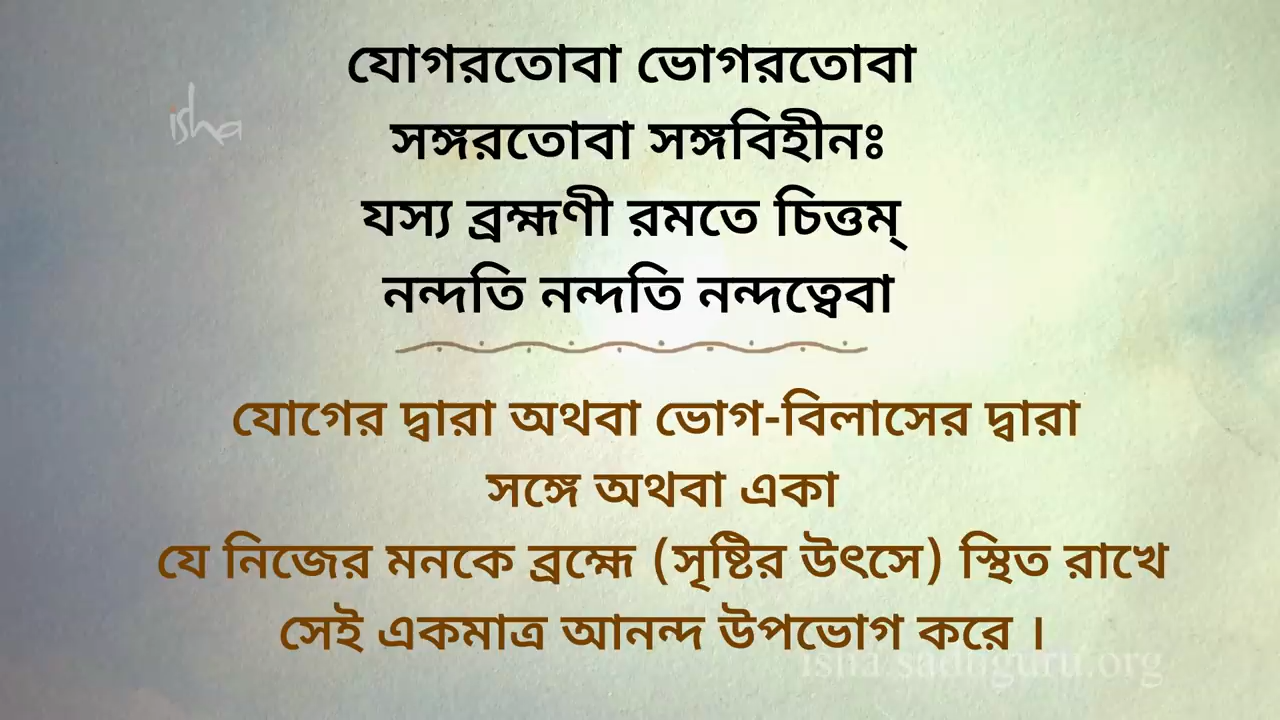 যোগরতোবা ভোগরতোবা
isha
সঙ্গরতোবা সঙ্গবিহীনঃ
যস্য ব্রহ্মণী রমতে চিত্তম্
নন্দতি নন্দতি নন্দত্বেবা
যোগের দ্বারা অথবা ভোগ-বিলাসের দ্বারা
সঙ্গে অথবা একা
যে নিজের মনকে ব্রহ্মে (সৃষ্টির উৎসে) স্থিত রাখে
সেই একমাত্র আনন্দ উপভোগ করে ।
isha.sadhguru.org